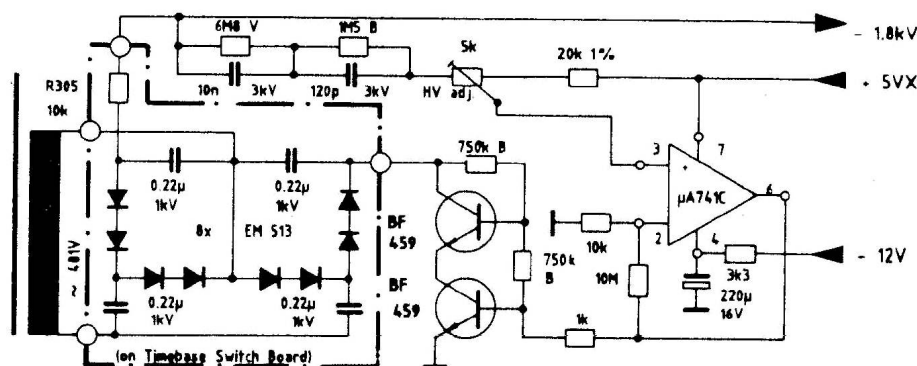 6M8 V
1M5 B
- 1.8kV
5k
20k 1%
R305
10k
10n
3kV
120p
3kV
HV adj.
+ 5VX
750k B
3
7
+
0.22µ
1kV
0.22µ
1kV
µA741C
6
8x
EM 513
BF
459
2
4
481V
~
10k
750k
B
10M
3k3
- 12V
0.22µ
1kV
0.22µ
1kV
BF
459
220µ
16V
1k
(on Timebase Switch Board)